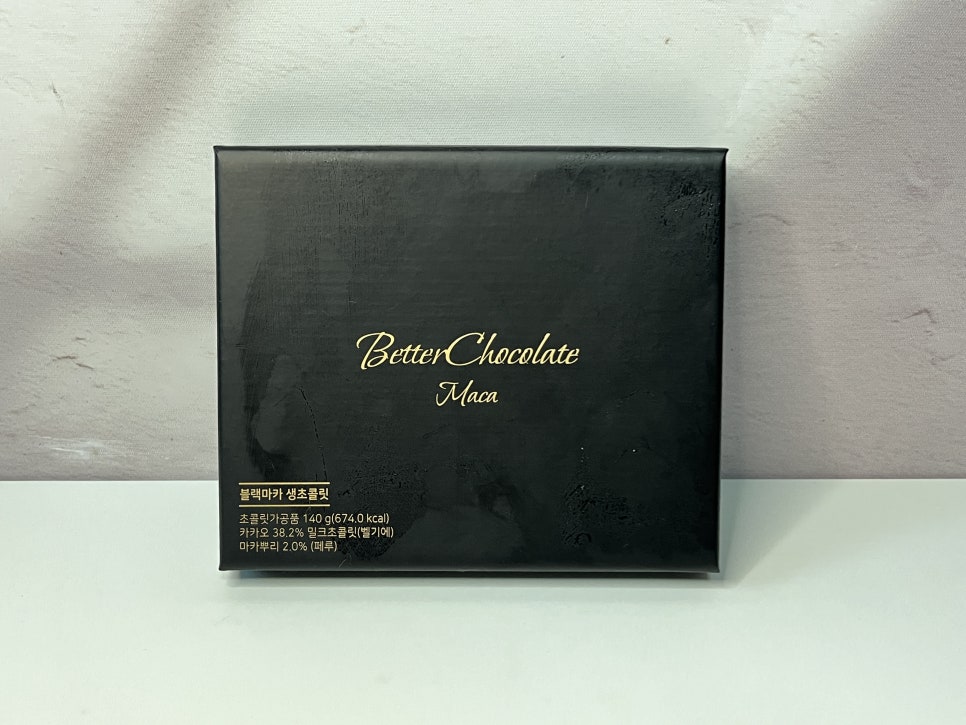 BetterChocolate
Maca
블랙마카 생초콜릿
초콜릿가공품 140 g(674.0 kcal)
카카오 38.2% 밀크초콜릿(벨기에)
마카뿌리 2.0% (페루)